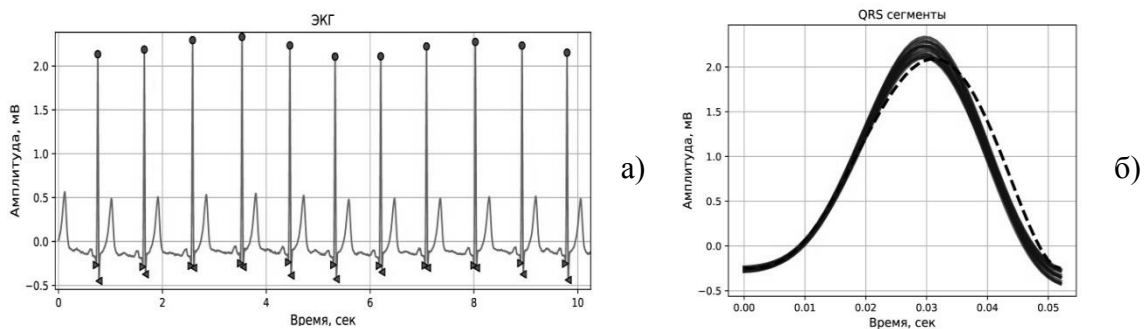 ЭКГ
Амплитуда, мВ
2.0
1.5
1.0
0.5
0.0
−0.5
0 2 4 6 8 10
Время, сек
а)
QRS сегменты
Амплитуда, мВ
2.0
1.5
1.0
0.5
0.0
−0.5
0.00 0.01 0.02 0.03 0.04 0.05
Время, сек
б)